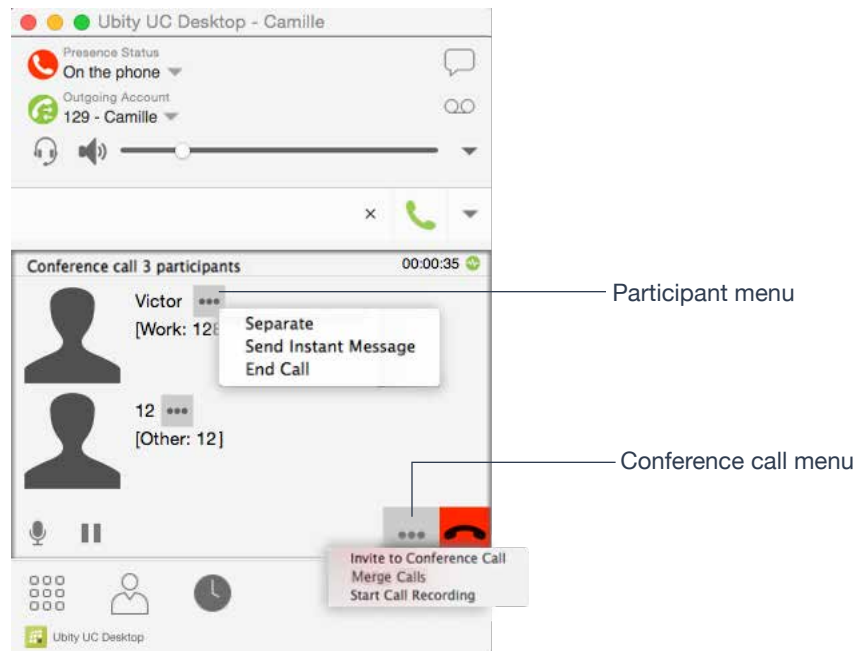 Ubity UC Desktop - Camille
Presence Status
On the phone
Outgoing Account
129 - Camille
Conference call 3 participants
00:00:35
Victor
[Work: 128
Separate
Send Instant Message
End Call
Participant menu
12
[Other: 12]
Conference call menu
Invite to Conference Call
Merge Calls
Start Call Recording
Ubity UC Desktop